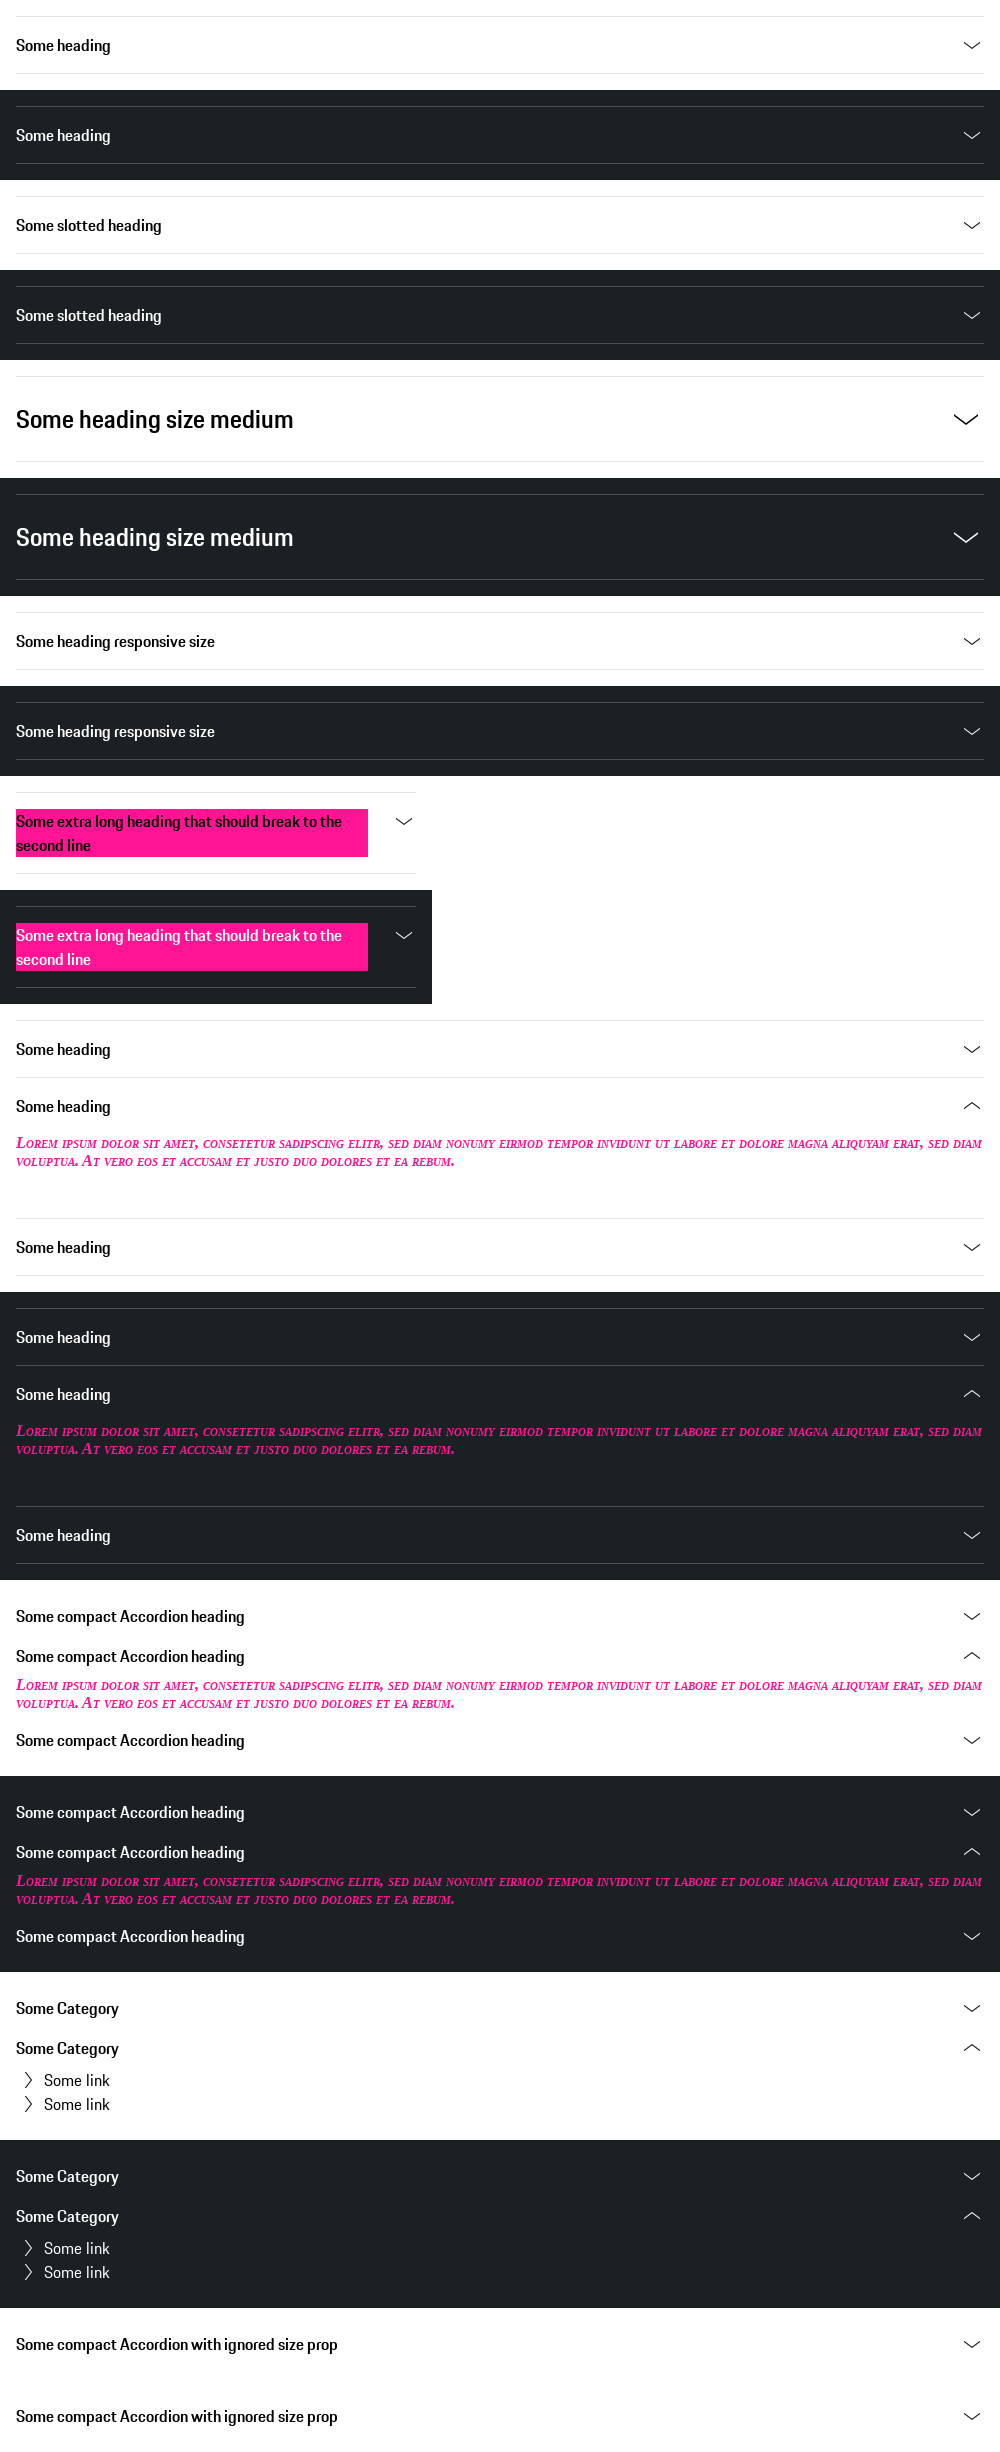 Some heading
Some heading
Some slotted heading
Some slotted heading
Some heading size medium
Some heading size medium
Some heading responsive size
Some heading responsive size
Some extra long heading that should break to the
second line
Some extra long heading that should break to the
second line
Some heading
Some heading
Lorem ipsum dolor sit amet, consetetur sadipscing elitr, sed diam nonumy eirmod tempor invidunt ut labore et dolore magna aliquyam erat, sed diam
voluptua. At vero eos et accusam et justo duo dolores et ea rebum.
Some heading
Some heading
Some heading
Lorem ipsum dolor sit amet, consetetur sadipscing elitr, sed diam nonumy eirmod tempor invidunt ut labore et dolore magna aliquyam erat, sed diam
voluptua. At vero eos et accusam et justo duo dolores et ea rebum.
Some heading
Some compact Accordion heading
Some compact Accordion heading
Lorem ipsum dolor sit amet, consetetur sadipscing elitr, sed diam nonumy eirmod tempor invidunt ut labore et dolore magna aliquyam erat, sed diam
voluptua. At vero eos et accusam et justo duo dolores et ea rebum.
Some compact Accordion heading
Some compact Accordion heading
Some compact Accordion heading
Lorem ipsum dolor sit amet, consetetur sadipscing elitr, sed diam nonumy eirmod tempor invidunt ut labore et dolore magna aliquyam erat, sed diam
voluptua. At vero eos et accusam et justo duo dolores et ea rebum.
Some compact Accordion heading
Some Category
Some Category
Some link
Some link
Some Category
Some Category
Some link
Some link
Some compact Accordion with ignored size prop
Some compact Accordion with ignored size prop